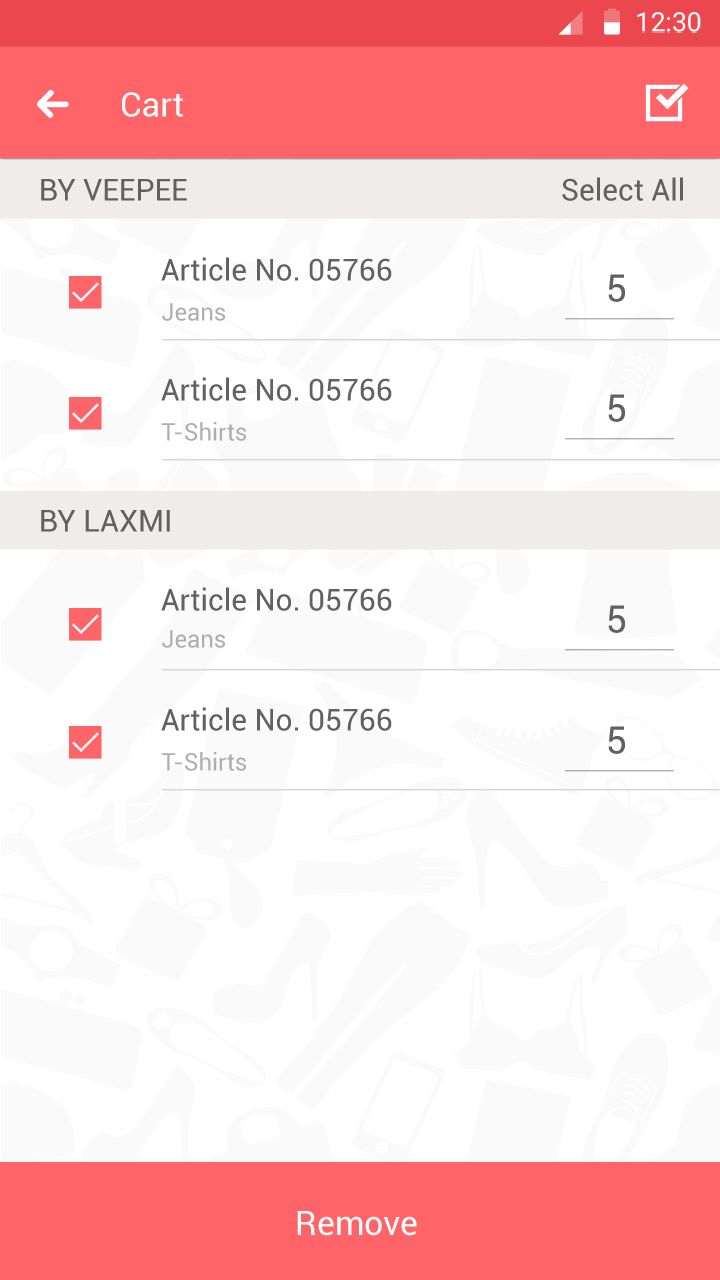 12:30
Cart
BY VEEPEE Select All
Article No. 05766
Jeans
5
Article No. 05766
T-Shirts
5
BY LAXMI
Article No. 05766
Jeans
5
Article No. 05766
T-Shirts
5
Remove